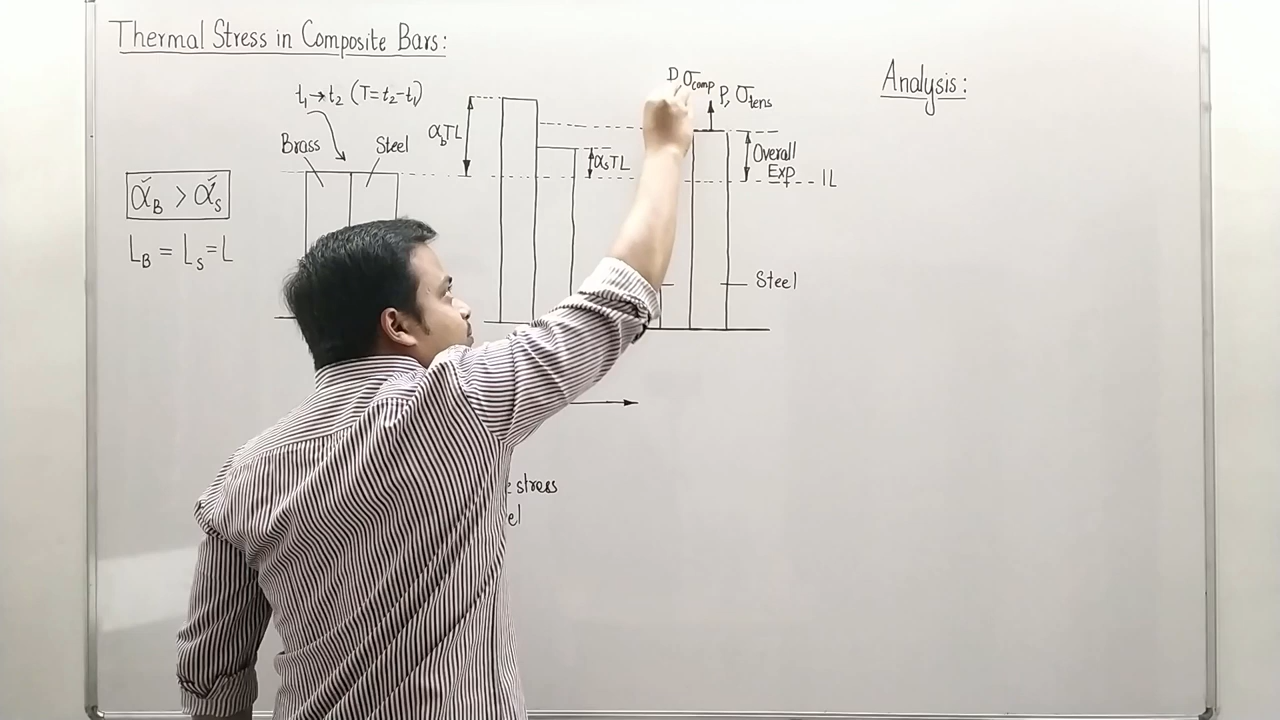 Thermal Stress in Composite Bars:
Analysis:
t₁→t₂ (T=t₂-t₁)
Brass Steel
αB > αS
LB = LS = L
αbTL
αsTL
σcomp
P, σtens
Overall
Exp
IL
Steel
stress